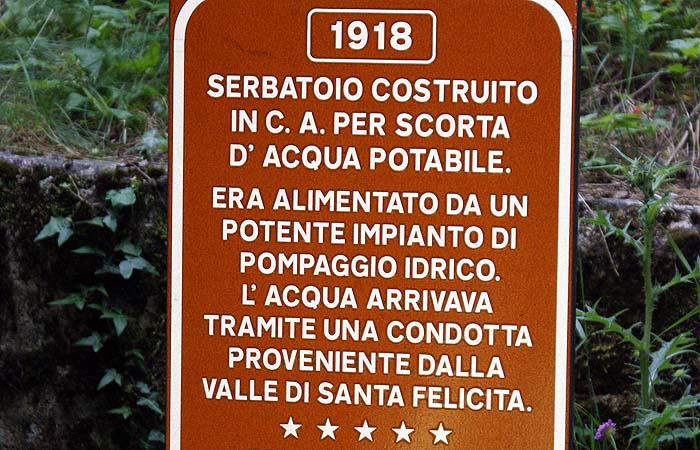 1918
SERBATOIO COSTRUITO
IN C. A. PER SCORTA
D' ACQUA POTABILE.
ERA ALIMENTATO DA UN
POTENTE IMPIANTO DI
POMPAGGIO IDRICO.
L' ACQUA ARRIVAVA
TRAMITE UNA CONDOTTA
PROVENIENTE DALLA
VALLE DI SANTA FELICITA.